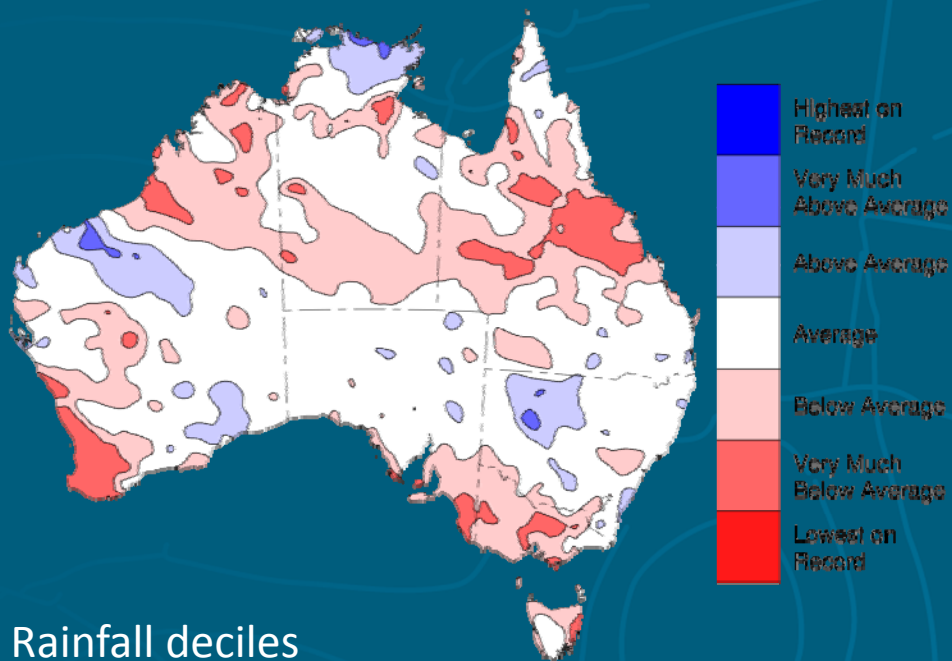 Highest on
Record
Very Much
Above Average
Above Average
Average
Below Average
Very Much
Below Average
Lowest on
Record
Rainfall deciles